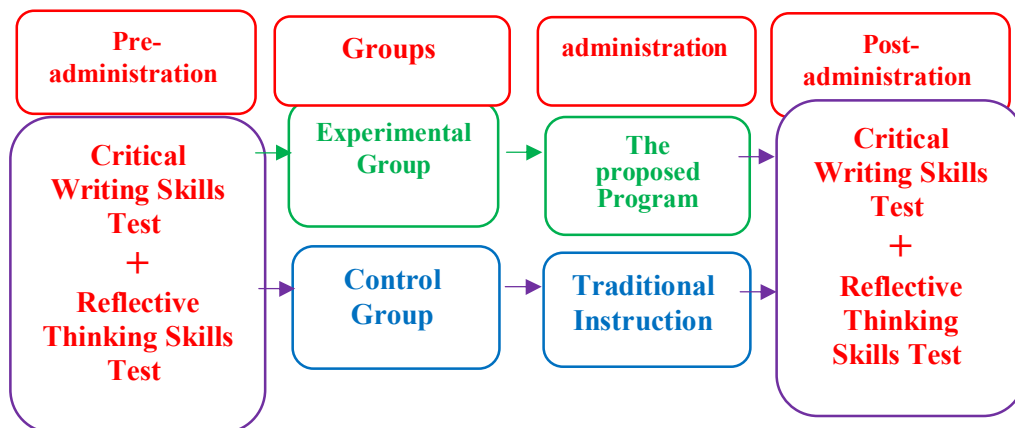 Pre-
administration
Groups
administration
Post-
administration
Critical
Writing Skills
Test
+
Reflective
Thinking Skills
Test
Experimental
Group
The
proposed
Program
Control
Group
Traditional
Instruction
Critical
Writing Skills
Test
+
Reflective
Thinking
Skills Test